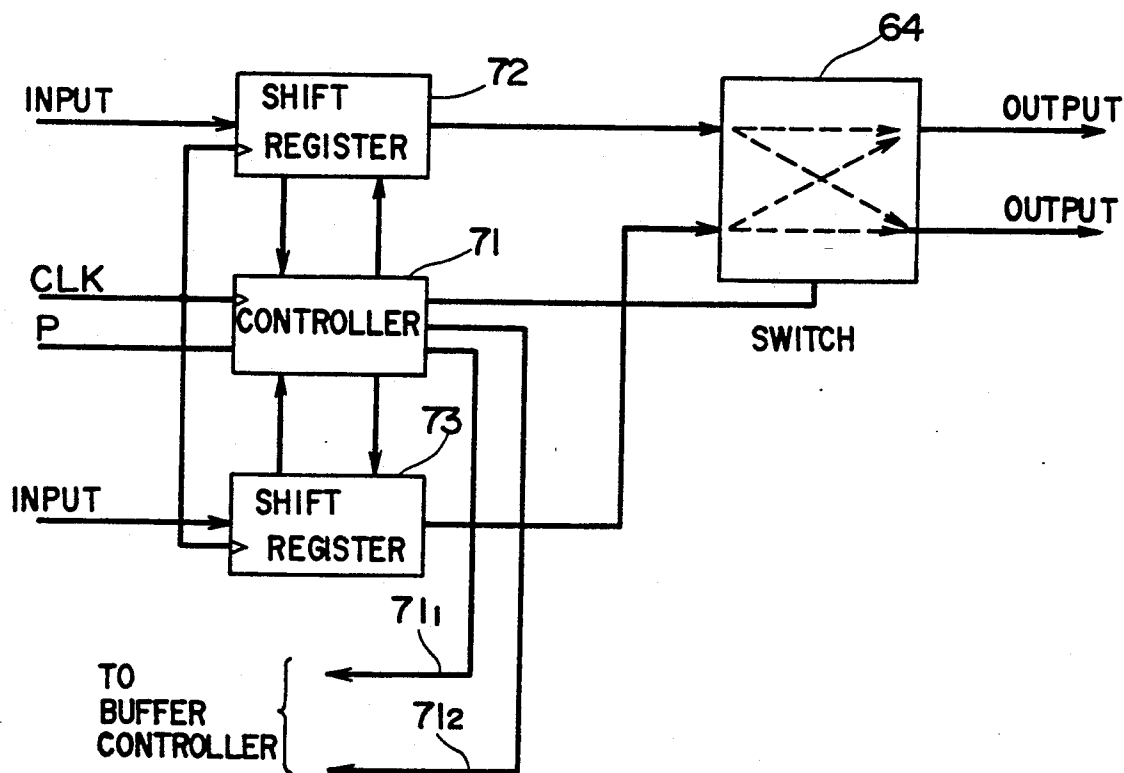 64
72
INPUT
SHIFT
REGISTER
OUTPUT
OUTPUT
71
CLK
P
CONTROLLER
SWITCH
73
INPUT
SHIFT
REGISTER
711
712
TO
BUFFER
CONTROLLER